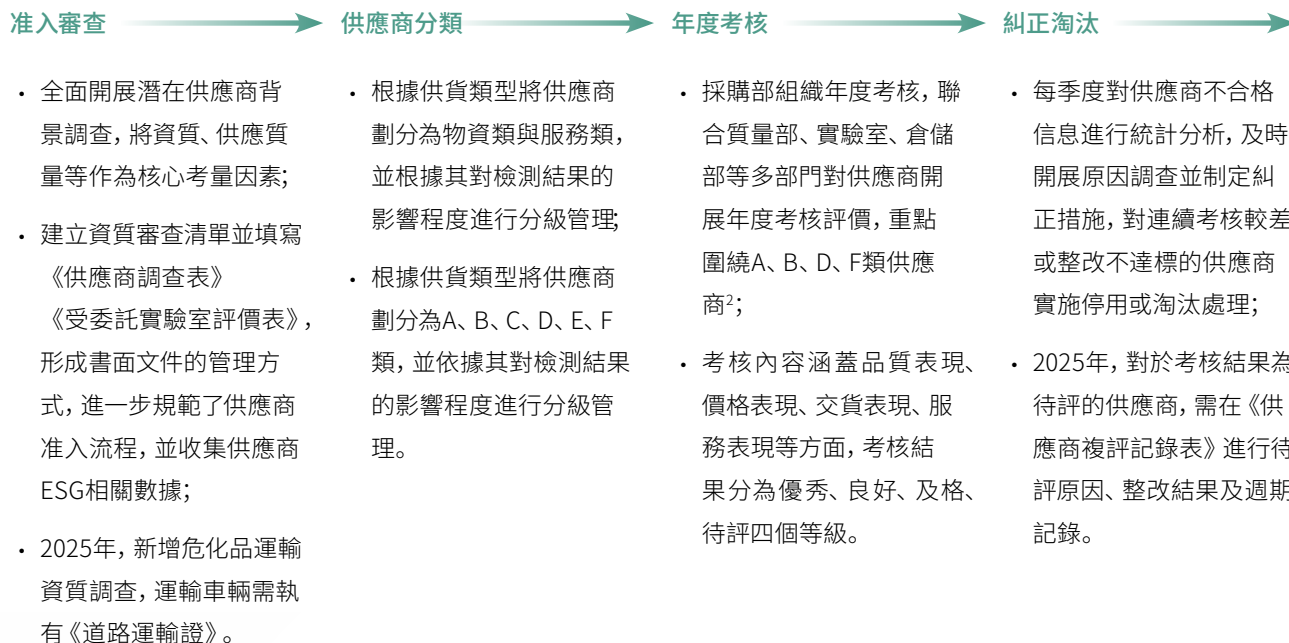 准入審查
• 全面開展潛在供應商背
景調查，將資質、供應質
量等作為核心考量因素；
• 建立資質審查清單並填寫
《供應商調查表》
《受委託實驗室評價表》，
形成書面文件的管理方
式，進一步規範了供應商
准入流程，並收集供應商
ESG相關數據；
• 2025年，新增危化品運輸
資質調查，運輸車輛需執
有《道路運輸證》。
供應商分類
• 根據供貨類型將供應商
劃分為物資類與服務類，
並根據其對檢測結果的
影響程度進行分級管理；
• 根據供貨類型將供應商
劃分為A、B、C、D、E、F
類，並依據其對檢測結果
的影響程度進行分級管
理。
年度考核
• 採購部組織年度考核，聯
合質量部、實驗室、倉儲
部等多部門對供應商開
展年度考核評價，重點
圍繞A、B、D、F類供應
商2；
• 考核內容涵蓋品質表現、
價格表現、交貨表現、服
務表現等方面，考核結
果分為優秀、良好、及格、
待評四個等級。
糾正淘汰
• 每季度對供應商不合格
信息進行統計分析，及時
開展原因調查並制定糾
正措施，對連續考核較差
或整改不達標的供應商
實施停用或淘汰處理；
• 2025年，對於考核結果為
待評的供應商，需在《供
應商複評記錄表》進行待
評原因、整改結果及週期
記錄。